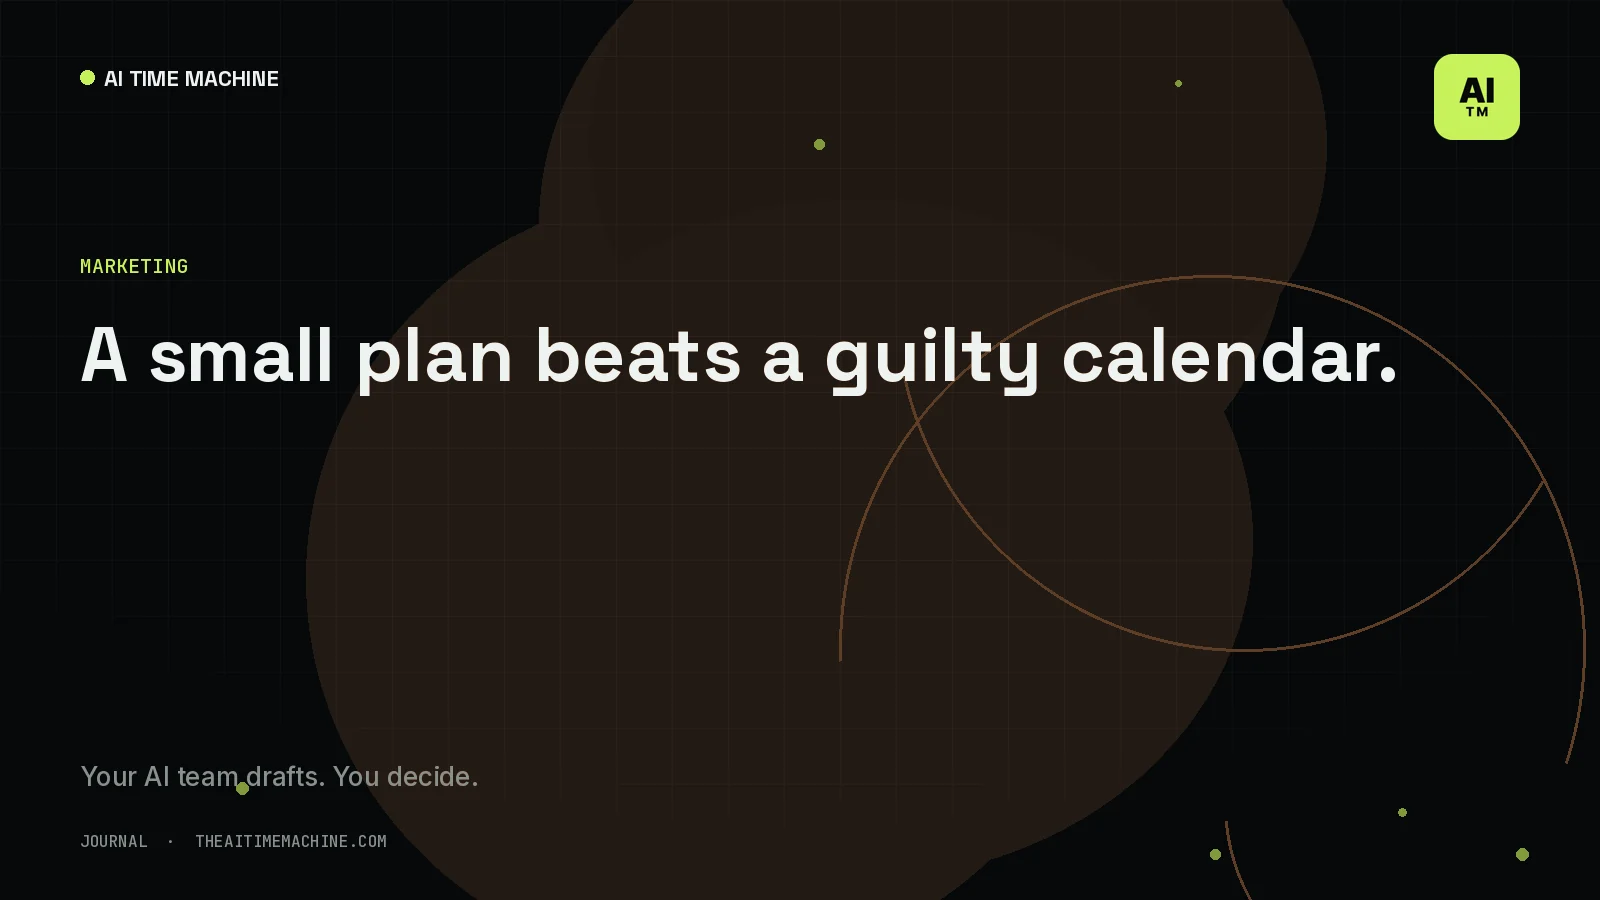 AI TIME MACHINE
AI
TM
MARKETING
A small plan beats a guilty calendar.
Your AI team drafts. You decide.
JOURNAL · THEAITIMEMACHINE.COM